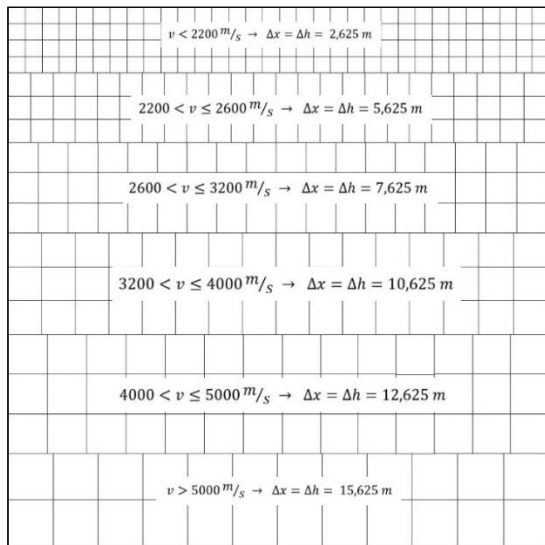 v < 2200 m/s → Δx = Δh = 2,625 m
2200 < v ≤ 2600 m/s → Δx = Δh = 5,625 m
2600 < v ≤ 3200 m/s → Δx = Δh = 7,625 m
3200 < v ≤ 4000 m/s → Δx = Δh = 10,625 m
4000 < v ≤ 5000 m/s → Δx = Δh = 12,625 m
v > 5000 m/s → Δx = Δh = 15,625 m